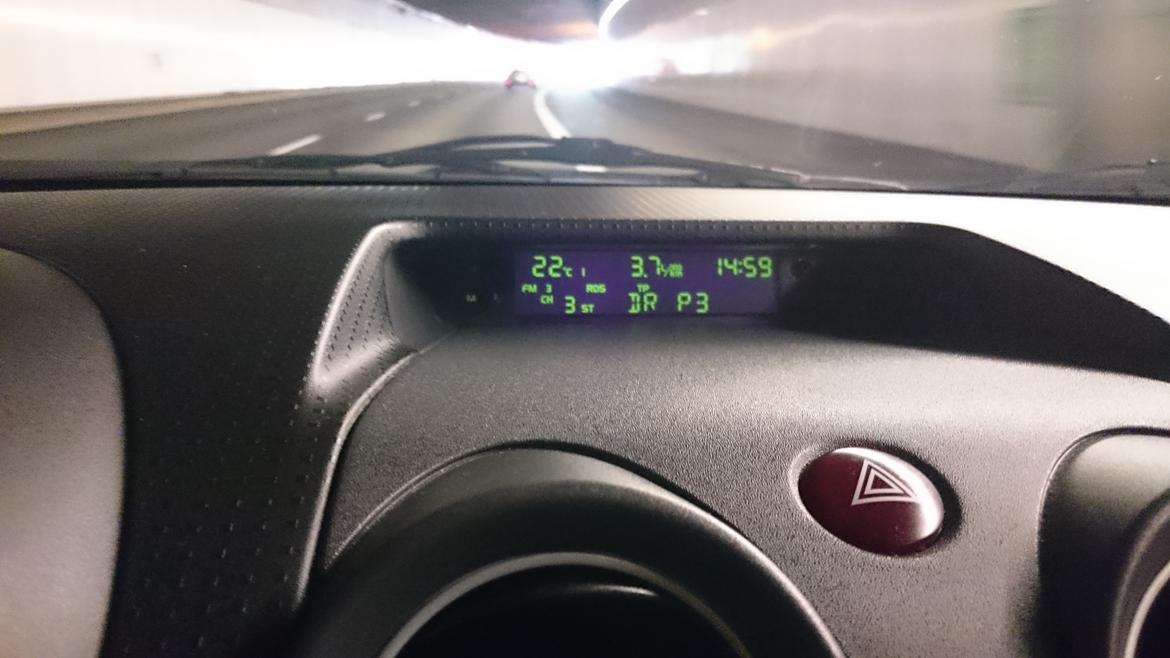 22°C 3.7 14:59
FM 3 RDS TP
CH 3 ST DR P3
M